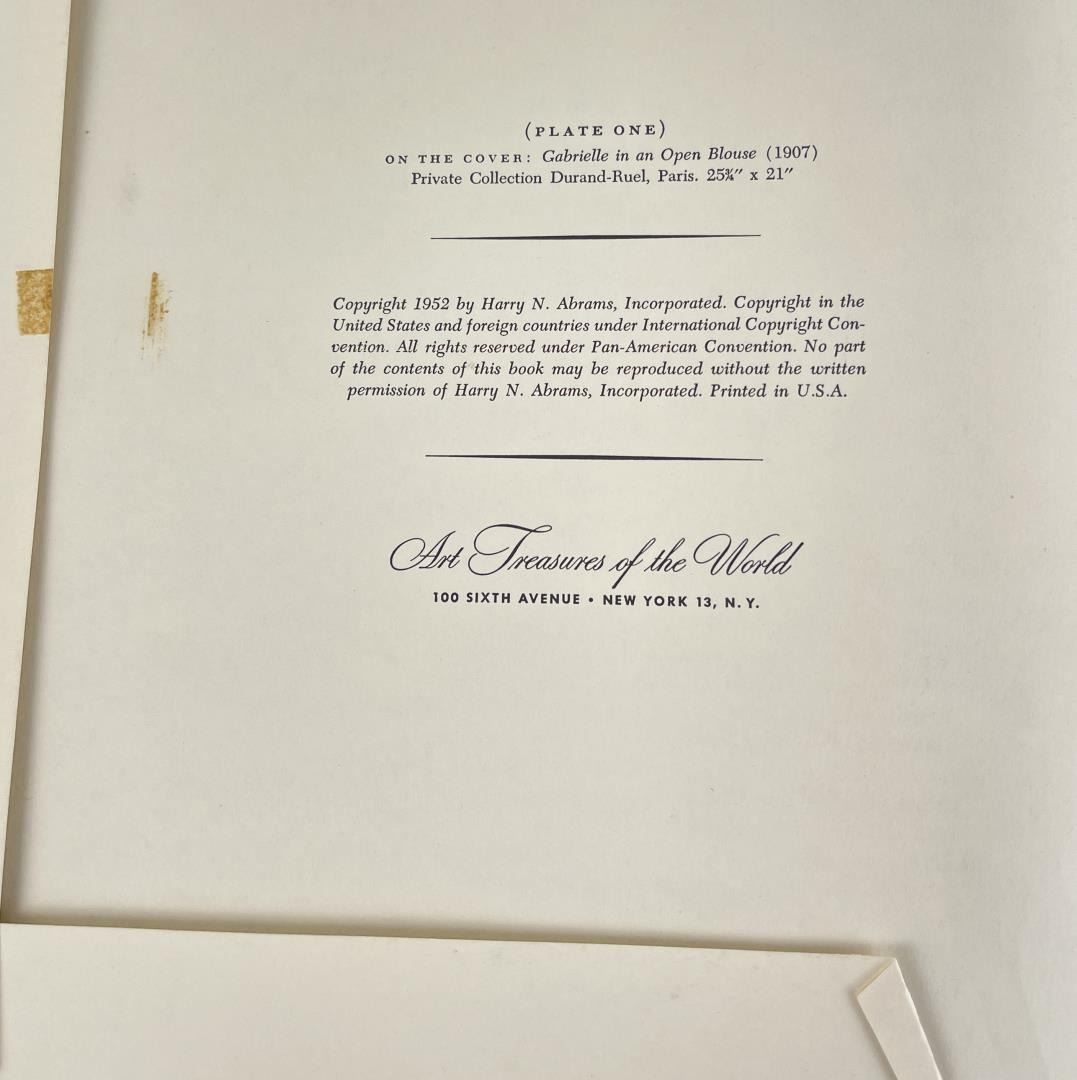 (PLATE ONE)
ON THE COVER: Gabrielle in an Open Blouse (1907)
Private Collection Durand-Ruel, Paris. 25¾″ x 21″
Copyright 1952 by Harry N. Abrams, Incorporated. Copyright in the
United States and foreign countries under International Copyright Con-
vention. All rights reserved under Pan-American Convention. No part
of the contents of this book may be reproduced without the written
permission of Harry N. Abrams, Incorporated. Printed in U.S.A.
Art Treasures of the World
100 SIXTH AVENUE • NEW YORK 13, N.Y.